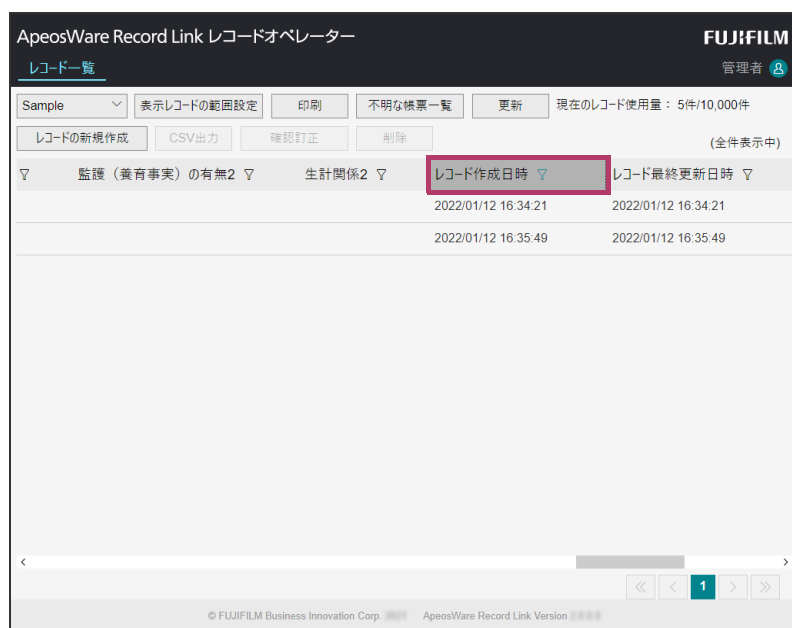 ApeosWare Record Link レコードオペレーター FUJIFILM
レコード一覧 管理者
Sample 表示レコードの範囲設定 印刷 不明な帳票一覧 更新 現在のレコード使用量： 5件/10,000件
レコードの新規作成 CSV出力 確認訂正 削除 (全件表示中)
監護（養育事実）の有無2 生計関係2 レコード作成日時 レコード最終更新日時
2022/01/12 16:34:21 2022/01/12 16:34:21
2022/01/12 16:35:49 2022/01/12 16:35:49
1
© FUJIFILM Business Innovation Corp. ApeosWare Record Link Version